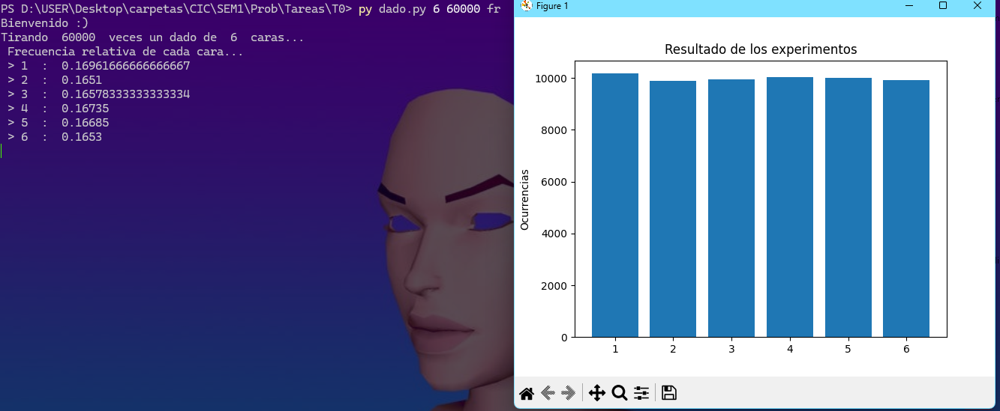 PS D:\USER\Desktop\carpetas\CIC\SEM1\Prob\Tareas\T0> py dado.py 6 60000 fr
Bienvenido :)
Tirando  60000  veces un dado de  6  caras...
 Frecuencia relativa de cada cara...
 > 1  :  0.16961666666666667
 > 2  :  0.1651
 > 3  :  0.16578333333333334
 > 4  :  0.16735
 > 5  :  0.16685
 > 6  :  0.1653
Figure 1
Resultado de los experimentos
Ocurrencias
10000
8000
6000
4000
2000
0
1 2 3 4 5 6